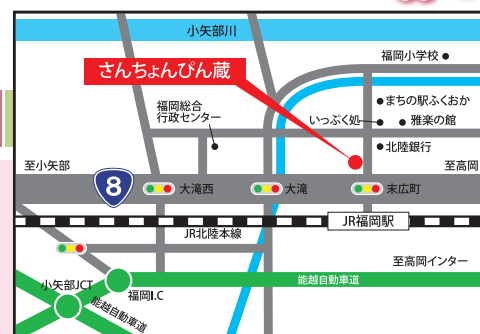 小矢部川
福岡小学校
さんちょんぴん蔵
まちの駅ふくおか
福岡総合
行政センター
いっぷく処
雅楽の館
北陸銀行
至小矢部
至高岡
8
大滝西
大滝
末広町
JR福岡駅
JR北陸本線
至高岡インター
小矢部JCT
福岡I.C
能越自動車道
能越自動車道